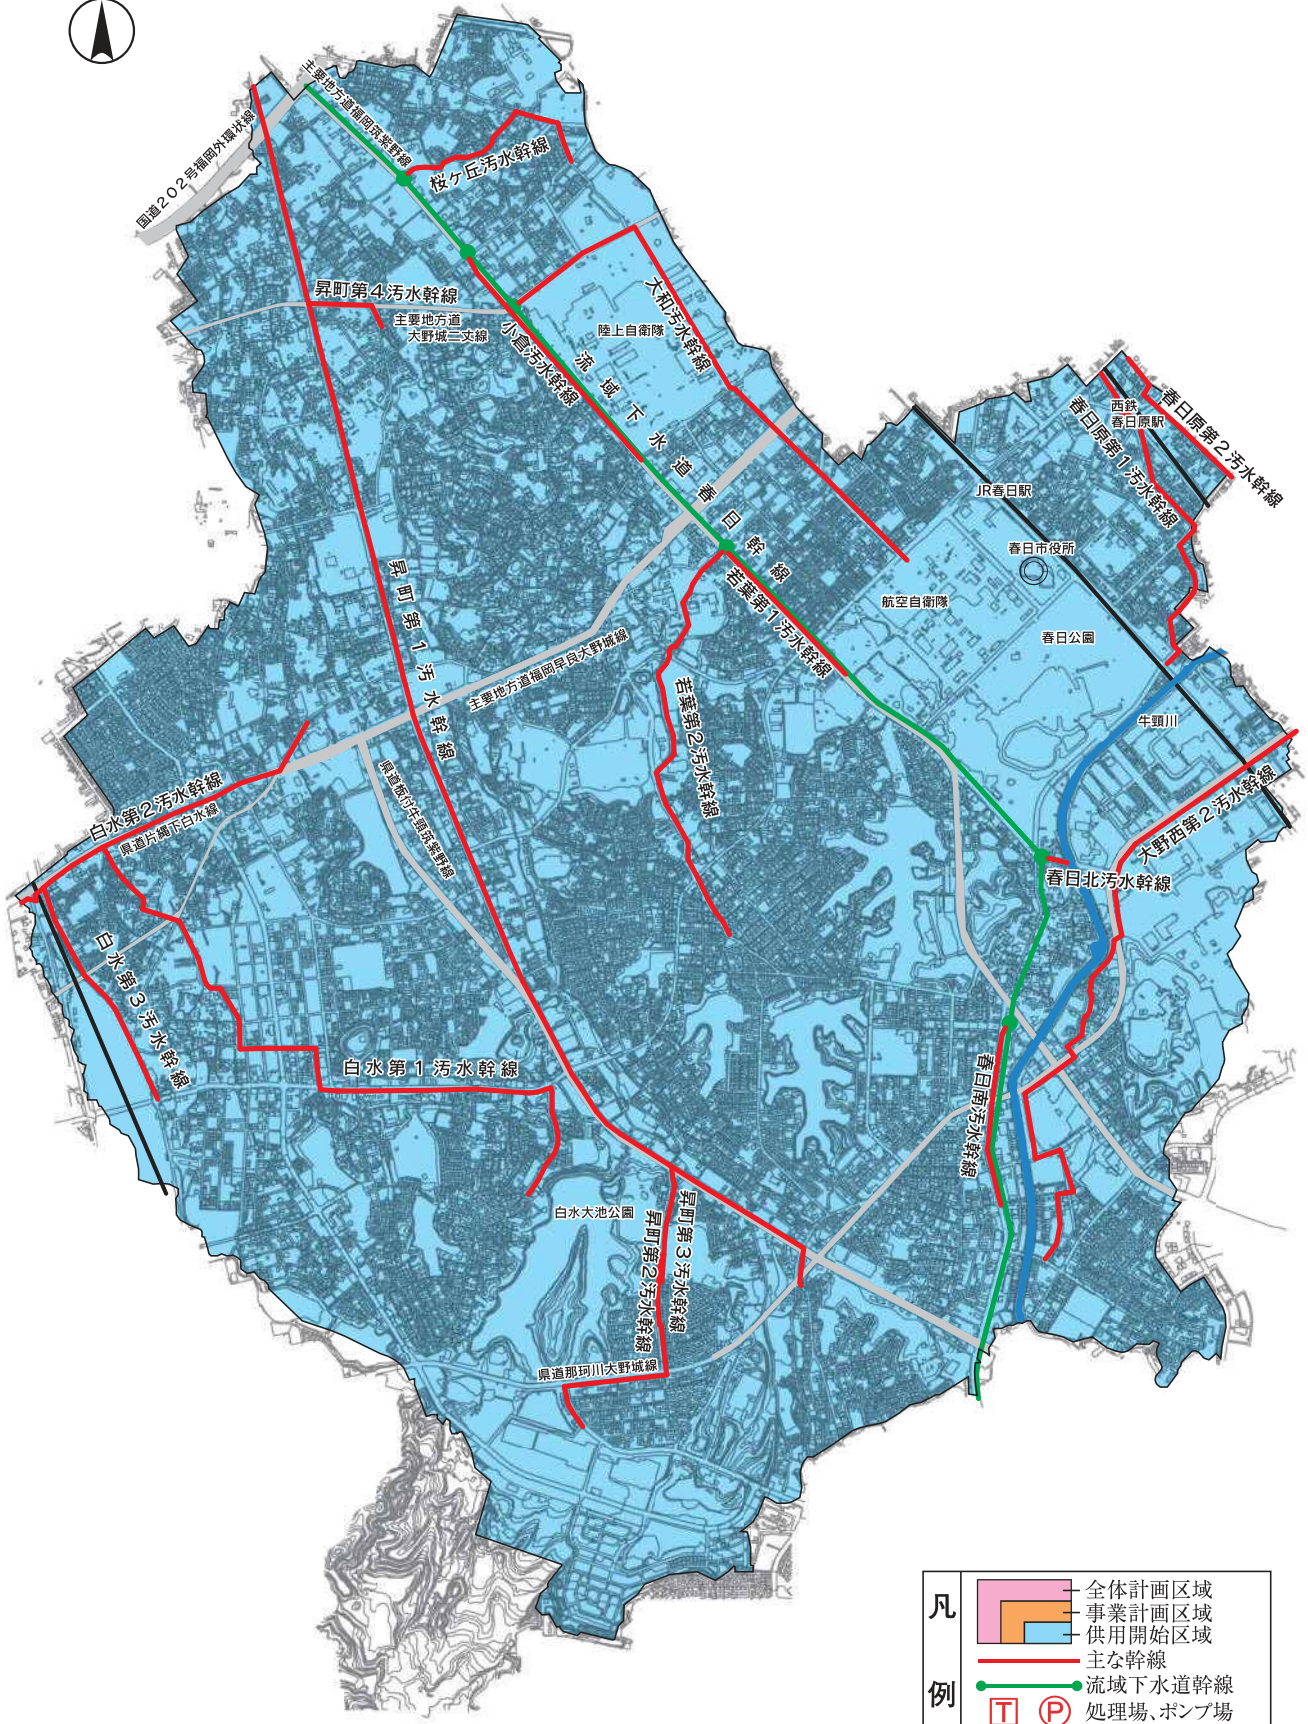 主要地方道福岡筑紫野線
国道202号福岡外環状線
桜ヶ丘汚水幹線
昇町第4汚水幹線
主要地方道
大野城二丈線
小倉汚水幹線
陸上自衛隊
大和汚水幹線
流域下水道春日幹線
西鉄
春日原駅
春日原第2汚水幹線
春日原第1汚水幹線
JR春日駅
春日市役所
航空自衛隊
春日公園
昇町第1汚水幹線
主要地方道福岡早良大野城線
若葉第1汚水幹線
若葉第2汚水幹線
牛頸川
大野西第2汚水幹線
白水第2汚水幹線
県道片縄下白水線
県道板付牛頸筑紫野線
春日北汚水幹線
白水第3汚水幹線
白水第1汚水幹線
春日南汚水幹線
白水大池公園
昇町第2汚水幹線
昇町第3汚水幹線
県道那珂川大野城線
凡例
全体計画区域
事業計画区域
供用開始区域
主な幹線
流域下水道幹線
T P 処理場、ポンプ場